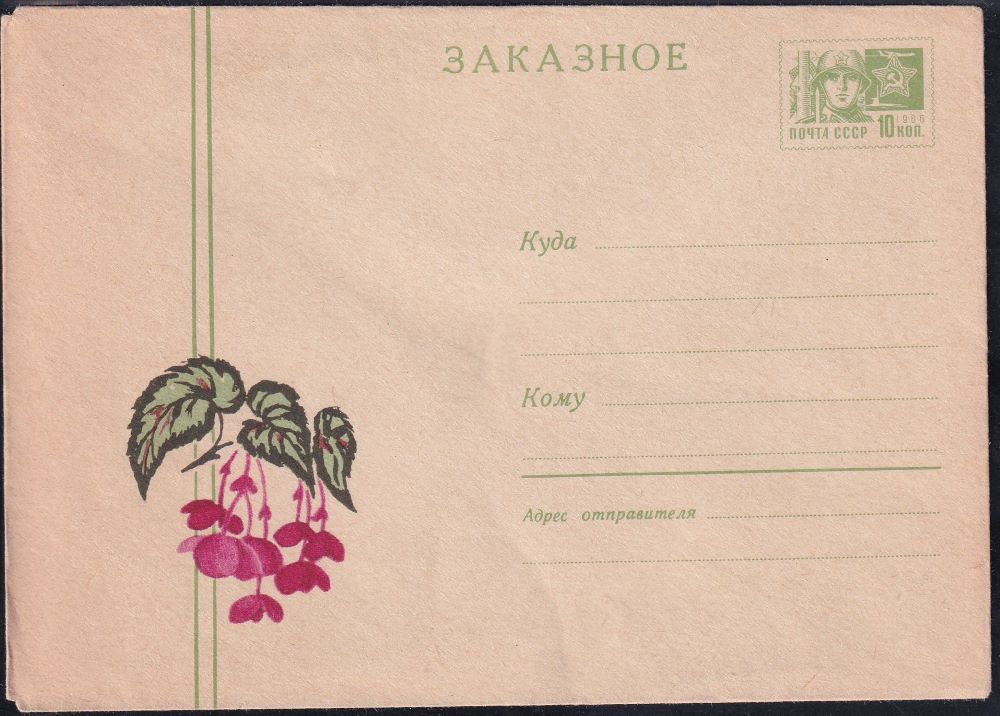 ЗАКАЗНОЕ
1966
ПОЧТА СССР 10 КОП.
Куда
Кому
Адрес отправителя